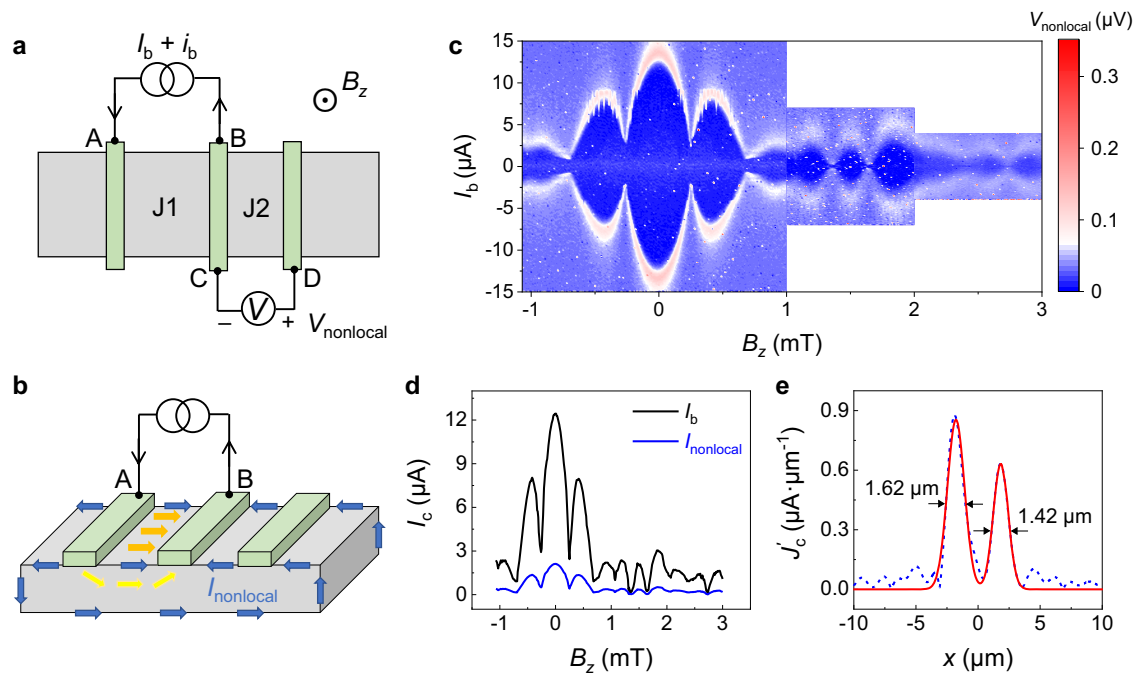 a
I_b + i_b
B_z
A
B
J1
J2
C
D
V
− +
V_nonlocal
b
A
B
I_nonlocal
c
V_nonlocal (µV)
0.3
0.2
0.1
0
15
10
5
0
-5
-10
-15
I_b (µA)
-1 0 1 2 3
B_z (mT)
d
I_b
I_nonlocal
12
9
6
3
0
I_c (µA)
-1 0 1 2 3
B_z (mT)
e
0.9
0.6
0.3
0.0
J′_c (µA·µm⁻¹)
1.62 µm
1.42 µm
-10 -5 0 5 10
x (µm)